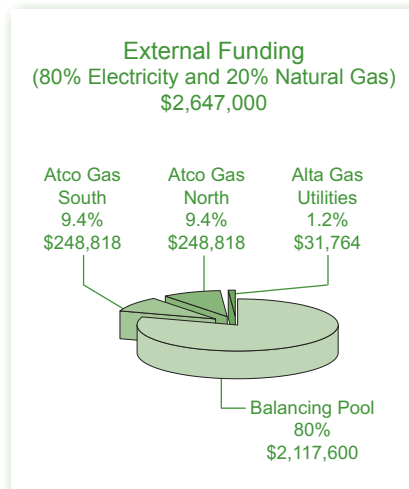 External Funding
(80% Electricity and 20% Natural Gas)
$2,647,000
Atco Gas
South
9.4%
$248,818
Atco Gas
North
9.4%
$248,818
Alta Gas
Utilities
1.2%
$31,764
Balancing Pool
80%
$2,117,600